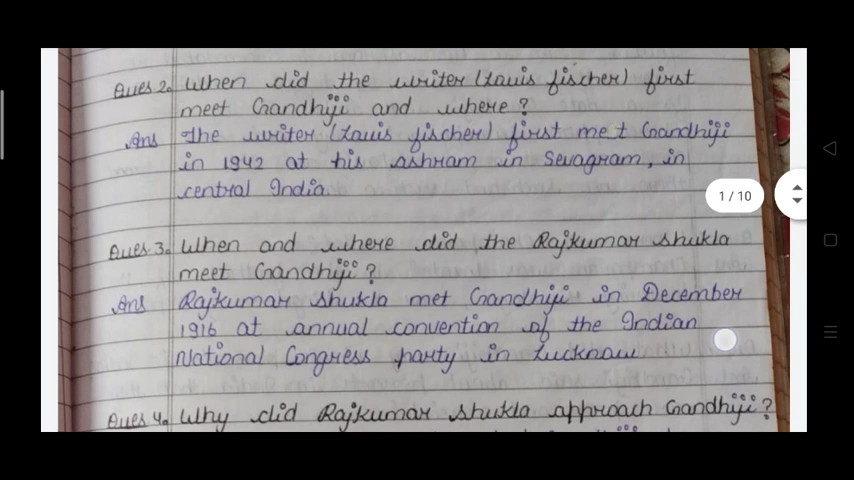 Ques 2. When did the writer (Louis fischer) first
meet Gandhiji and where?
Ans The writer (Louis fischer) first met Gandhiji
in 1942 at his ashram in Sevagram, in
central India.
1 / 10
Ques 3. When and where did the Rajkumar shukla
meet Gandhiji?
Ans Rajkumar shukla met Gandhiji in December
1916 at annual convention of the Indian
National Congress party in Lucknow
Ques 4. Why did Rajkumar shukla approach Gandhiji?